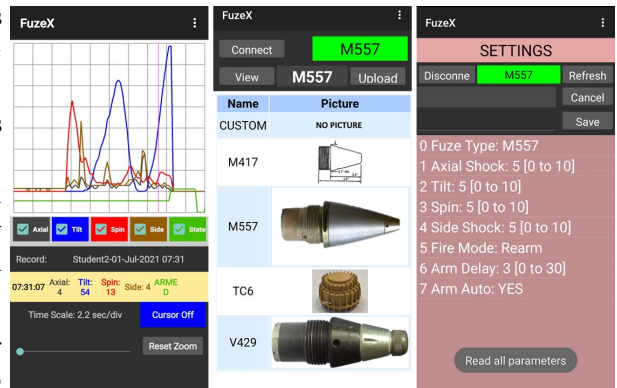 FuzeX
Axial
Tilt
Spin
Side
State
Record: Student2-01-Jul-2021 07:31
07:31:07 Axial: 4 Tilt: 54 Spin: 13 Side: 4 ARME D
Time Scale: 2.2 sec/div Cursor Off
Reset Zoom
FuzeX
Connect M557
View M557 Upload
Name Picture
CUSTOM NO PICTURE
M417
M557
TC6
V429
FuzeX
SETTINGS
Disconne M557 Refresh
Cancel
Save
0 Fuze Type: M557
1 Axial Shock: 5 [0 to 10]
2 Tilt: 5 [0 to 10]
3 Spin: 5 [0 to 10]
4 Side Shock: 5 [0 to 10]
5 Fire Mode: Rearm
6 Arm Delay: 3 [0 to 30]
7 Arm Auto: YES
Read all parameters